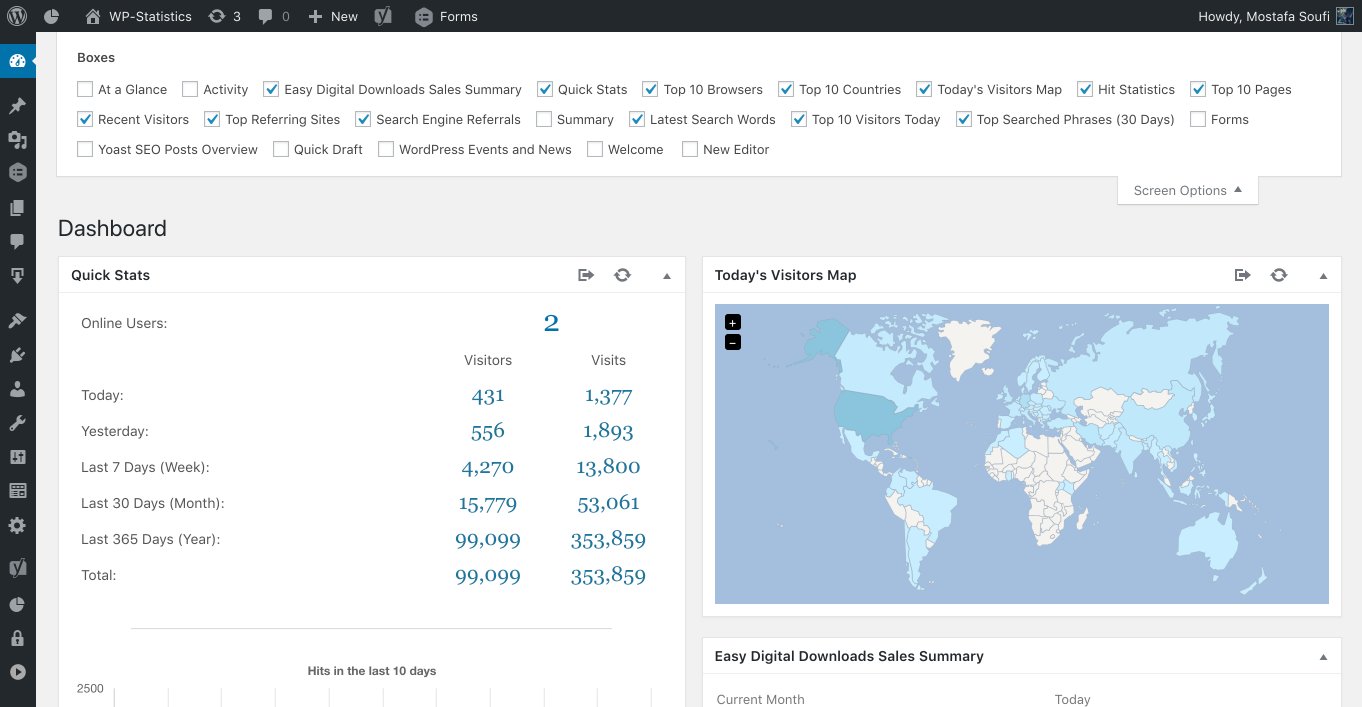 WP-Statistics 3 0 New Forms Howdy, Mostafa Soufi
Boxes
At a Glance Activity Easy Digital Downloads Sales Summary Quick Stats Top 10 Browsers Top 10 Countries Today's Visitors Map Hit Statistics Top 10 Pages
Recent Visitors Top Referring Sites Search Engine Referrals Summary Latest Search Words Top 10 Visitors Today Top Searched Phrases (30 Days) Forms
Yoast SEO Posts Overview Quick Draft WordPress Events and News Welcome New Editor
Screen Options
Dashboard
Quick Stats
Online Users: 2
Visitors Visits
Today: 431 1,377
Yesterday: 556 1,893
Last 7 Days (Week): 4,270 13,800
Last 30 Days (Month): 15,779 53,061
Last 365 Days (Year): 99,099 353,859
Total: 99,099 353,859
Hits in the last 10 days
2500
Today's Visitors Map
+
−
Easy Digital Downloads Sales Summary
Current Month Today